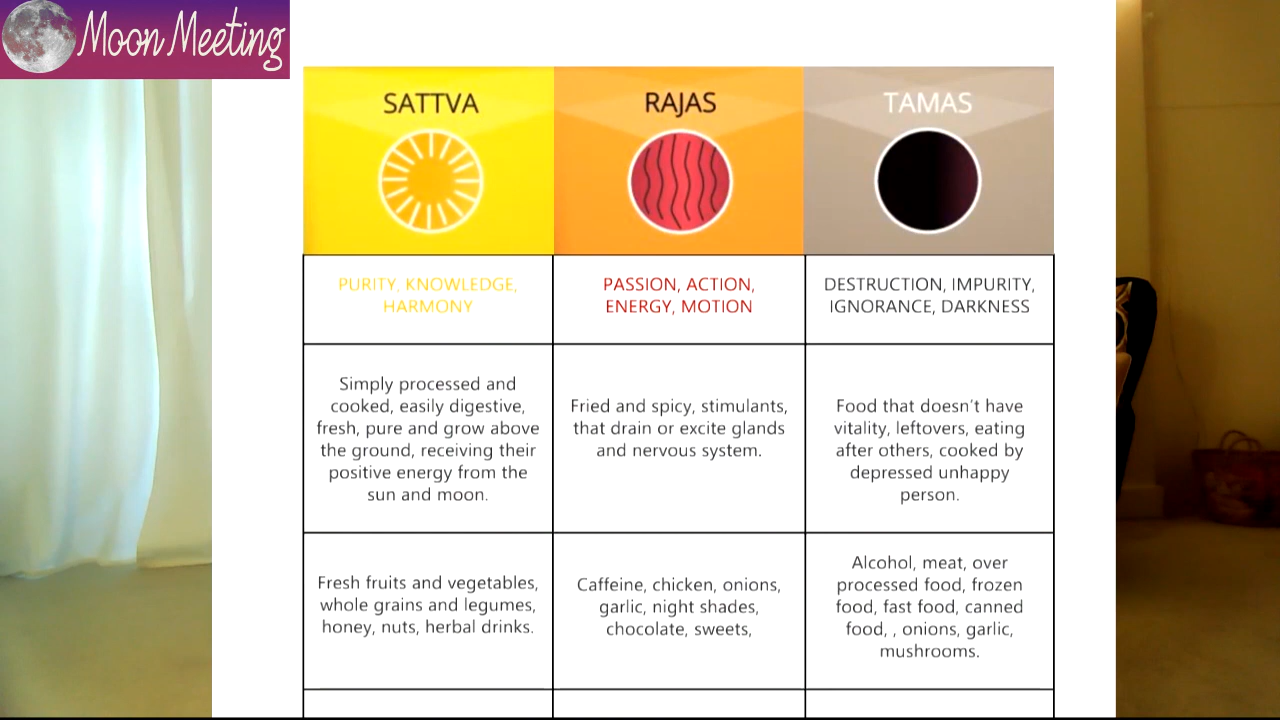 Moon Meeting
SATTVA
RAJAS
TAMAS
PURITY, KNOWLEDGE,
HARMONY
PASSION, ACTION,
ENERGY, MOTION
DESTRUCTION, IMPURITY,
IGNORANCE, DARKNESS
Simply processed and
cooked, easily digestive,
fresh, pure and grow above
the ground, receiving their
positive energy from the
sun and moon.
Fried and spicy, stimulants,
that drain or excite glands
and nervous system.
Food that doesn't have
vitality, leftovers, eating
after others, cooked by
depressed unhappy
person.
Fresh fruits and vegetables,
whole grains and legumes,
honey, nuts, herbal drinks.
Caffeine, chicken, onions,
garlic, night shades,
chocolate, sweets,
Alcohol, meat, over
processed food, frozen
food, fast food, canned
food, , onions, garlic,
mushrooms.